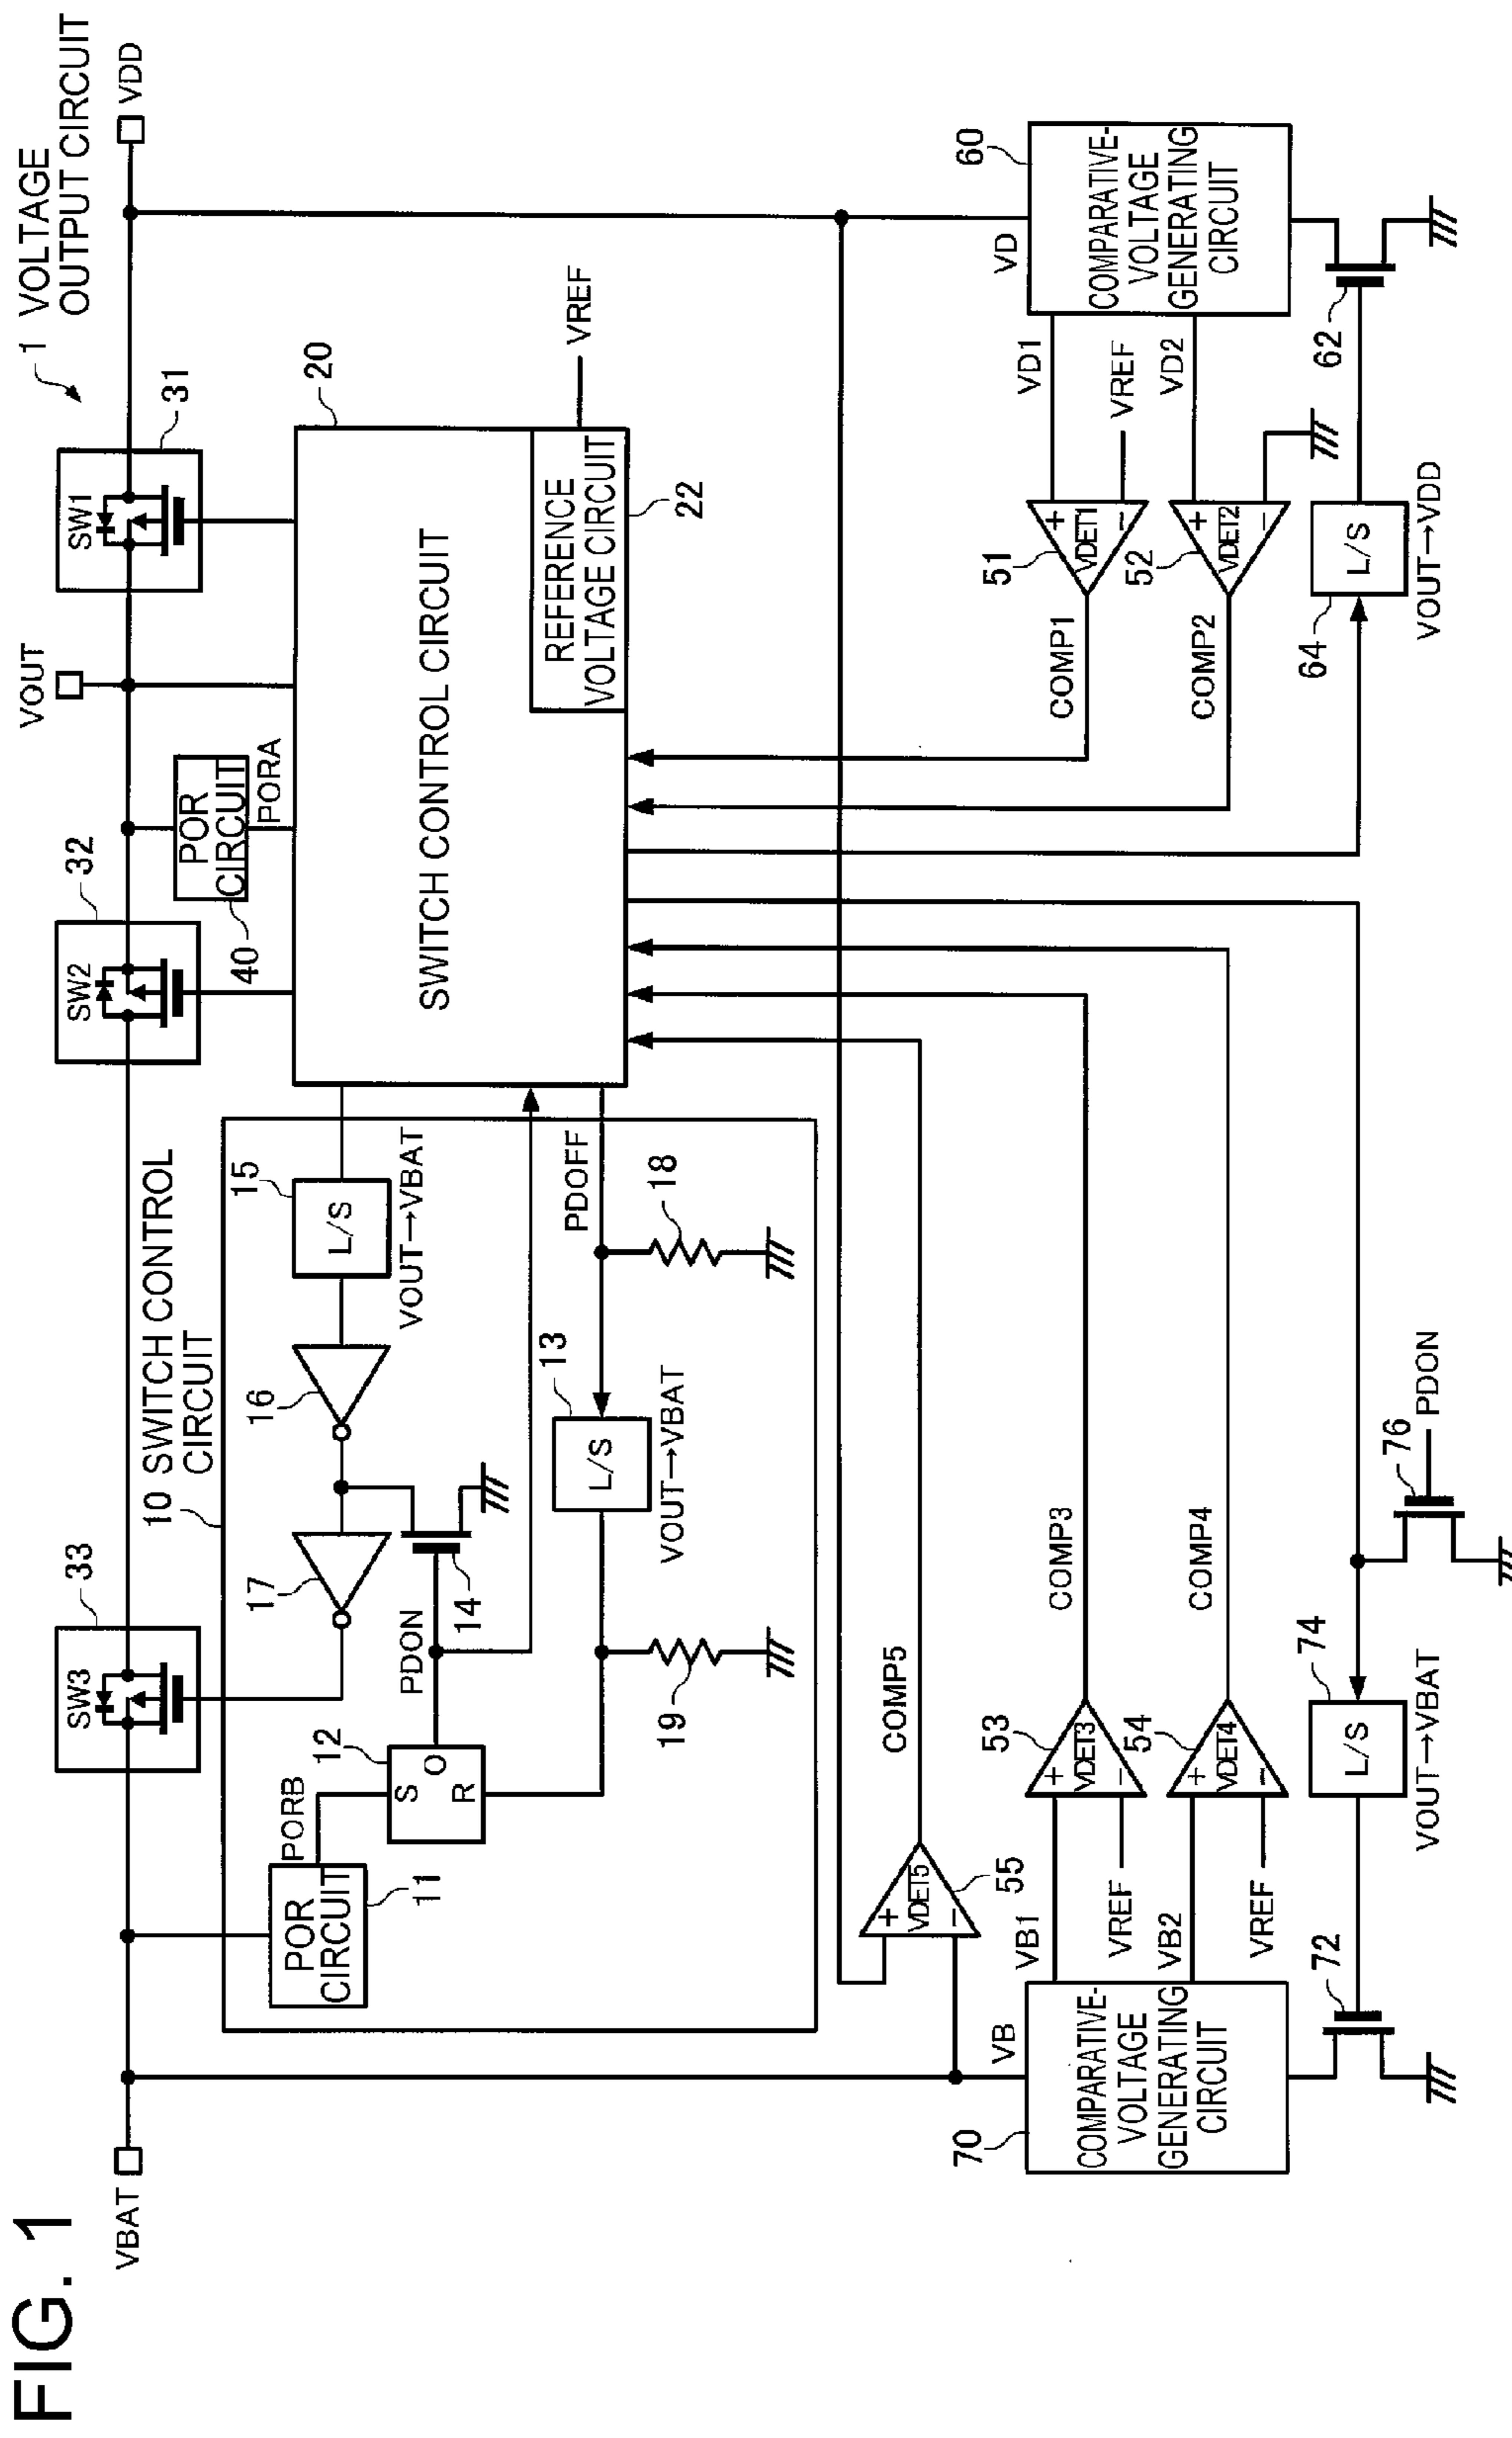 FIG. 1
1 VOLTAGE
OUTPUT CIRCUIT
VBAT
VOUT
VDD
33
SW3
32
SW2
31
SW1
10 SWITCH CONTROL
CIRCUIT
40
POR
CIRCUIT
PORA
20
SWITCH CONTROL CIRCUIT
REFERENCE
VOLTAGE CIRCUIT
22
VREF
POR
CIRCUIT
11
PORB
12
S
O
R
PDON
14
17
16
15
L/S
VOUT→VBAT
13
L/S
VOUT→VBAT
PDOFF
18
19
COMP5
VDET5
+
−
55
70
VB
COMPARATIVE-
VOLTAGE
GENERATING
CIRCUIT
VB1
VREF
VB2
VREF
53
+
VDET3
−
COMP3
54
+
VDET4
−
COMP4
72
74
L/S
VOUT→VBAT
76
PDON
COMP1
51
+
VDET1
−
VD1
VREF
COMP2
52
+
VDET2
−
VD2
60
VD
COMPARATIVE-
VOLTAGE
GENERATING
CIRCUIT
64
L/S
VOUT→VDD
62